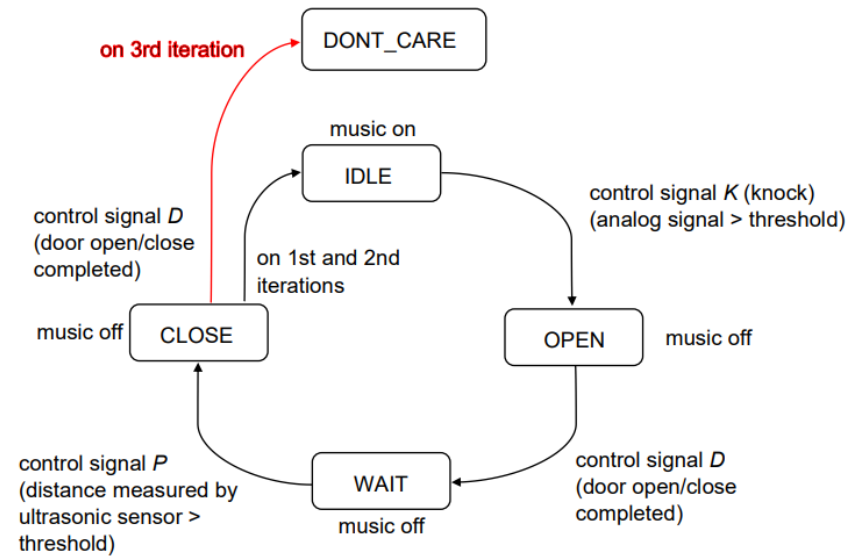 DONT_CARE
on 3rd iteration
music on
IDLE
control signal K (knock)
(analog signal > threshold)
control signal D
(door open/close
completed)
on 1st and 2nd
iterations
music off
CLOSE
OPEN
music off
control signal P
(distance measured by
ultrasonic sensor >
threshold)
WAIT
music off
control signal D
(door open/close
completed)